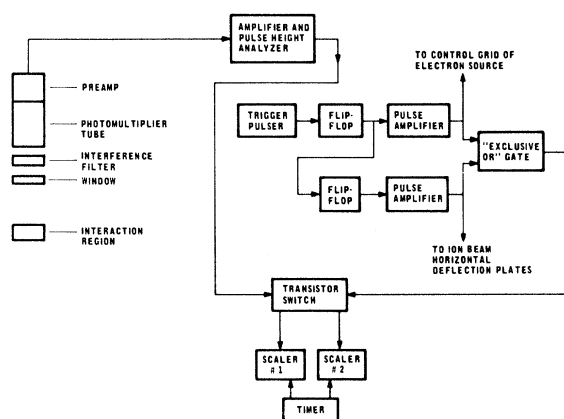 AMPLIFIER AND
PULSE HEIGHT
ANALYZER
PREAMP
PHOTOMULTIPLIER
TUBE
INTERFERENCE
FILTER
WINDOW
INTERACTION
REGION
TO CONTROL GRID OF
ELECTRON SOURCE
TRIGGER
PULSER
FLIP-
FLOP
PULSE
AMPLIFIER
"EXCLUSIVE
OR" GATE
FLIP-
FLOP
PULSE
AMPLIFIER
TO ION BEAM
HORIZONTAL
DEFLECTION PLATES
TRANSISTOR
SWITCH
SCALER
#1
SCALER
#2
TIMER